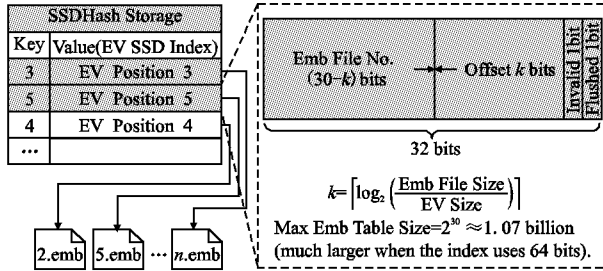 SSDHash Storage
Key Value(EV SSD Index)
3 EV Position 3
5 EV Position 5
4 EV Position 4
...
2.emb 5.emb ... n.emb
Emb File No.
(30-k) bits
Offset k bits
Invalid 1bit
Flushed 1bit
32 bits
k=⌈log₂(Emb File Size/EV Size)⌉
Max Emb Table Size=2³⁰≈1.07 billion
(much larger when the index uses 64 bits).